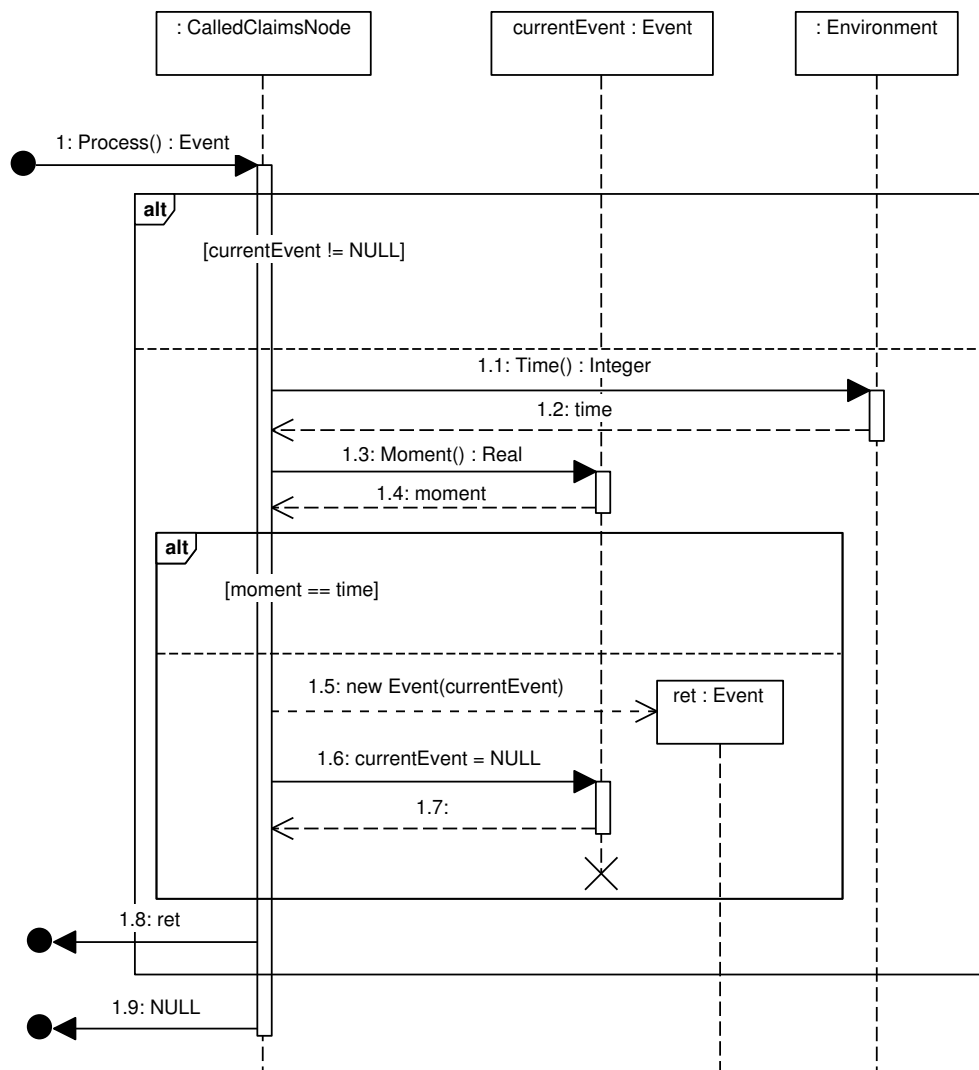 : CalledClaimsNode
currentEvent : Event
: Environment
1: Process() : Event
alt
[currentEvent != NULL]
1.1: Time() : Integer
1.2: time
1.3: Moment() : Real
1.4: moment
alt
[moment == time]
1.5: new Event(currentEvent)
ret : Event
1.6: currentEvent = NULL
1.7:
1.8: ret
1.9: NULL